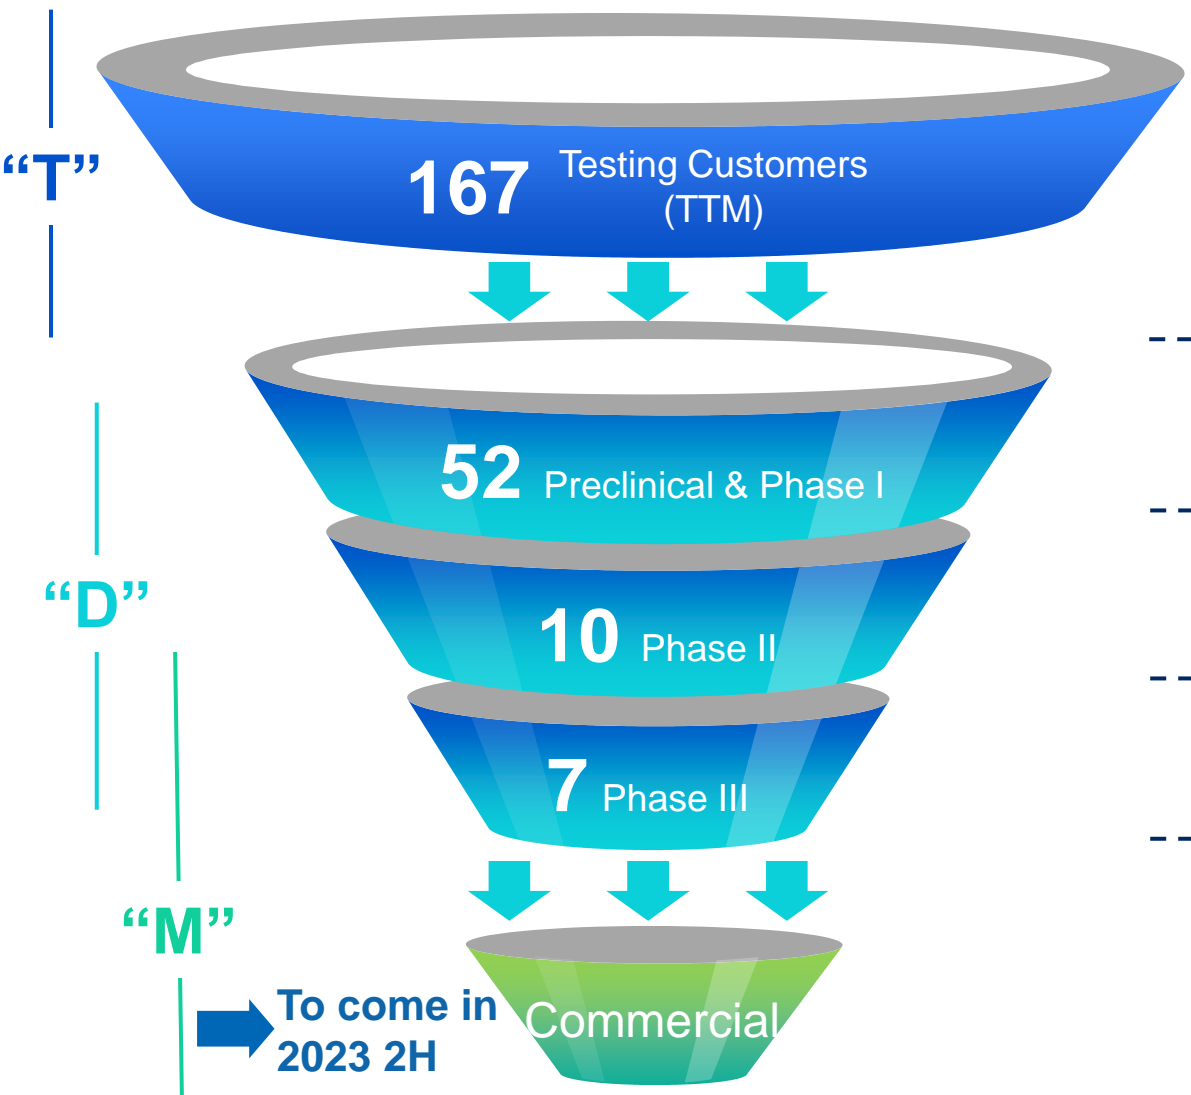 “T”
167 Testing Customers
(TTM)
52 Preclinical & Phase I
“D”
10 Phase II
7 Phase III
“M”
To come in
2023 2H
Commercial